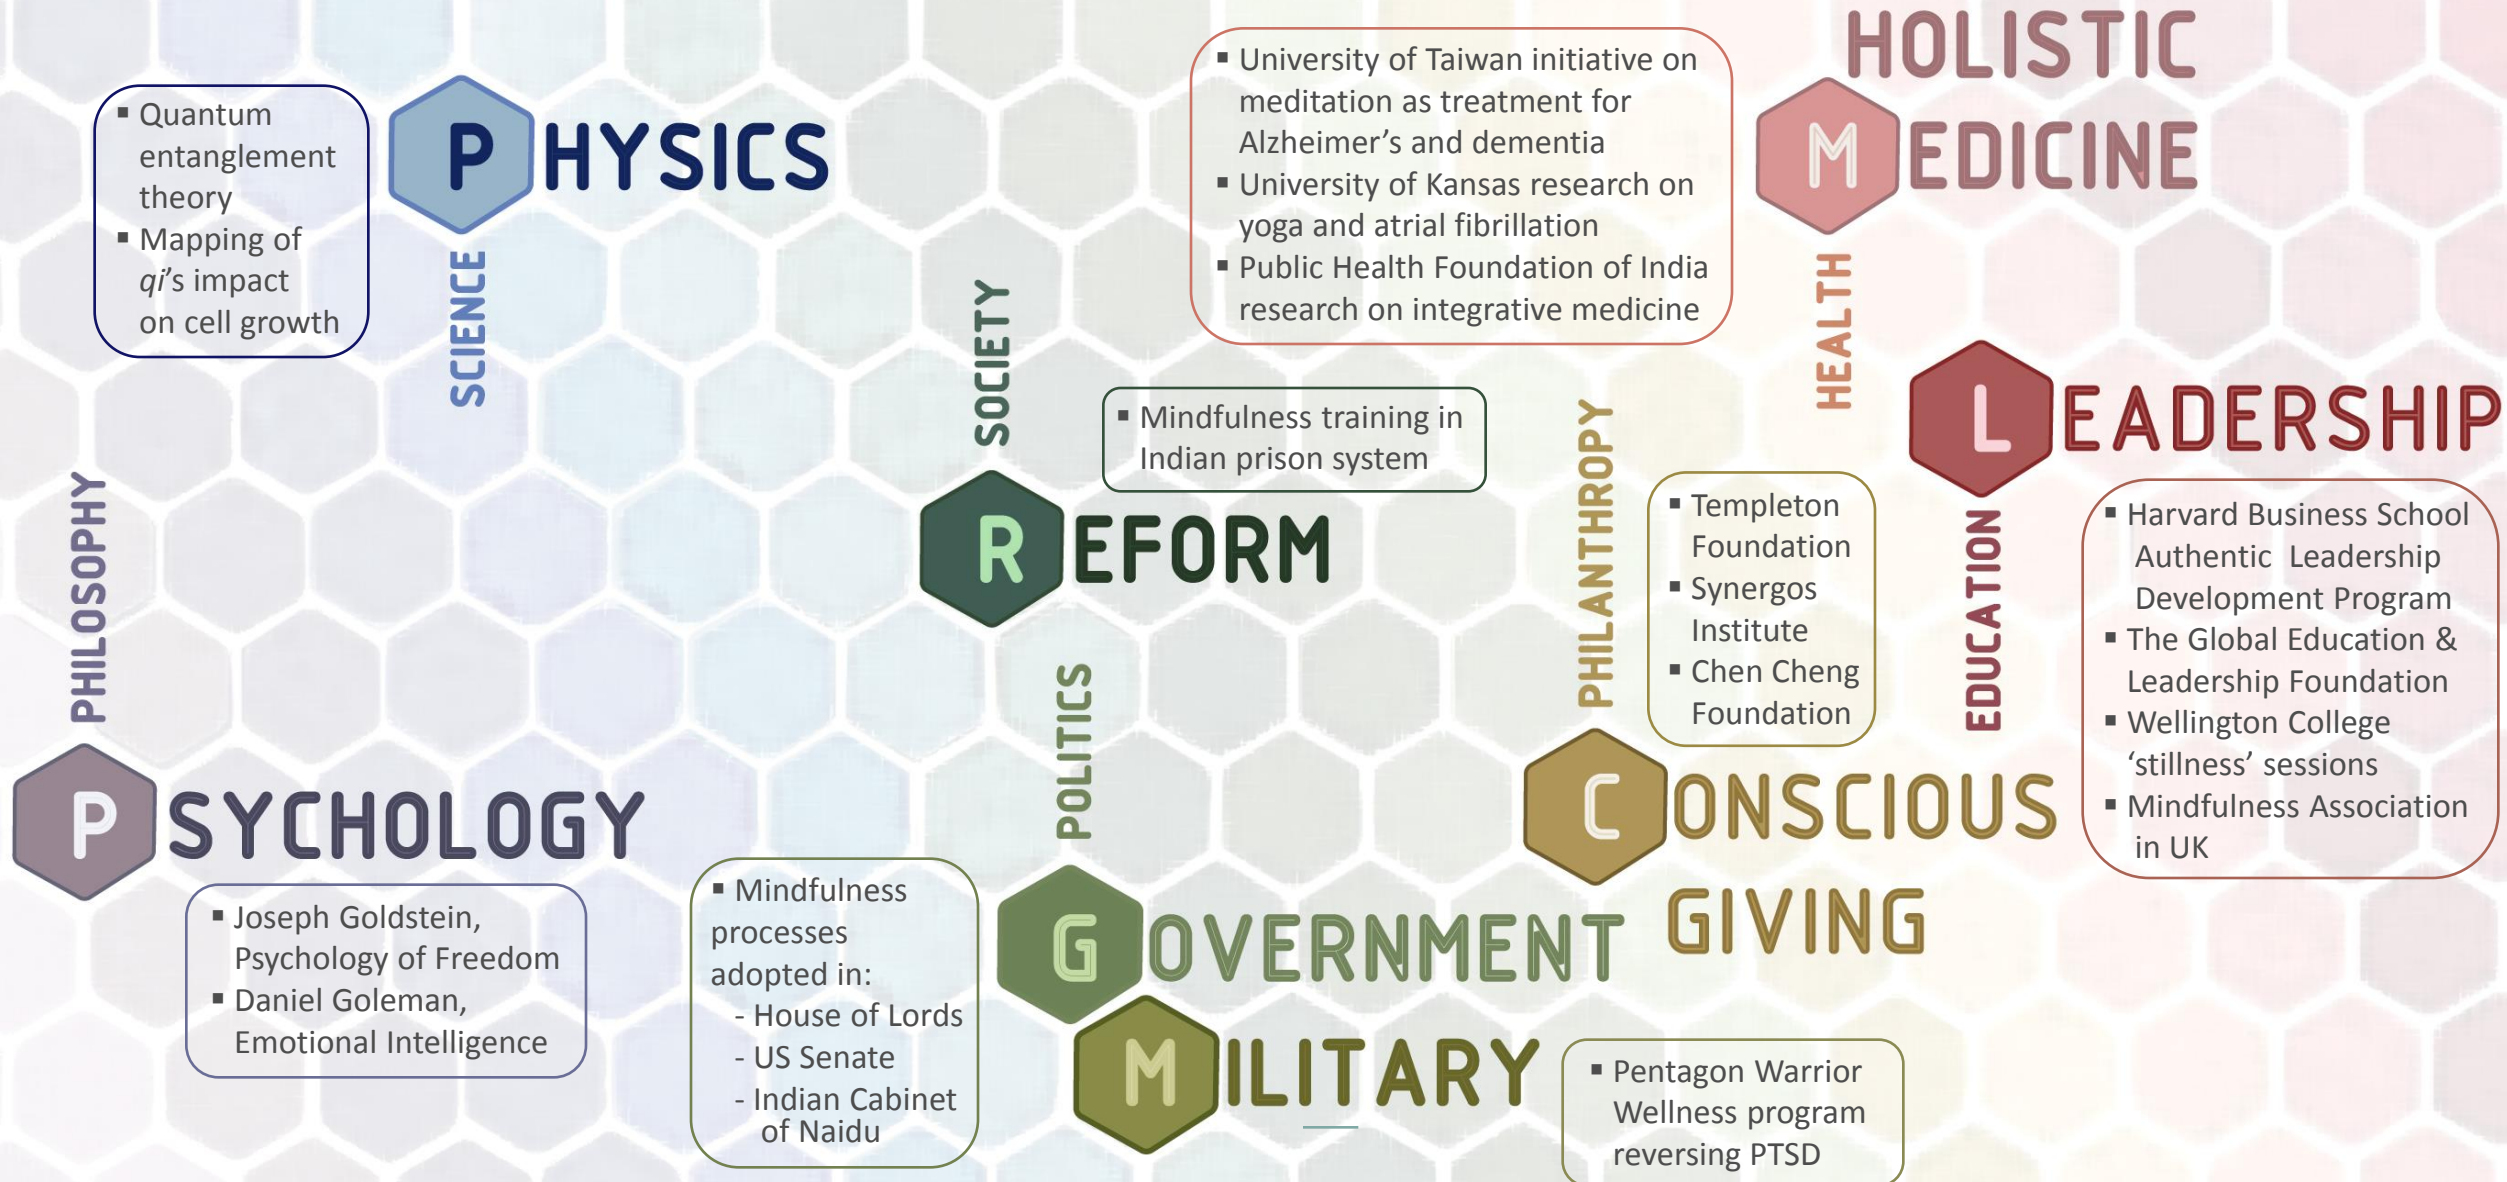 ▪ Quantum
entanglement
theory
▪ Mapping of
qi's impact
on cell growth
PHYSICS
SCIENCE
▪ University of Taiwan initiative on
meditation as treatment for
Alzheimer's and dementia
▪ University of Kansas research on
yoga and atrial fibrillation
▪ Public Health Foundation of India
research on integrative medicine
HOLISTIC
MEDICINE
HEALTH
SOCIETY
▪ Mindfulness training in
Indian prison system
REFORM
LEADERSHIP
EDUCATION
▪ Harvard Business School
Authentic Leadership
Development Program
▪ The Global Education &
Leadership Foundation
▪ Wellington College
‘stillness’ sessions
▪ Mindfulness Association
in UK
PHILANTHROPY
▪ Templeton
Foundation
▪ Synergos
Institute
▪ Chen Cheng
Foundation
CONSCIOUS
GIVING
PHILOSOPHY
PSYCHOLOGY
▪ Joseph Goldstein,
Psychology of Freedom
▪ Daniel Goleman,
Emotional Intelligence
POLITICS
▪ Mindfulness
processes
adopted in:
- House of Lords
- US Senate
- Indian Cabinet
of Naidu
GOVERNMENT
MILITARY
▪ Pentagon Warrior
Wellness program
reversing PTSD